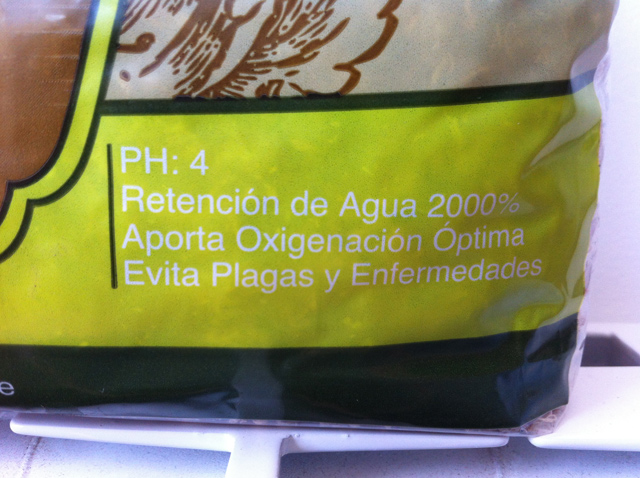 PH: 4
Retención de Agua 2000%
Aporta Oxigenación Óptima
Evita Plagas y Enfermedades
e